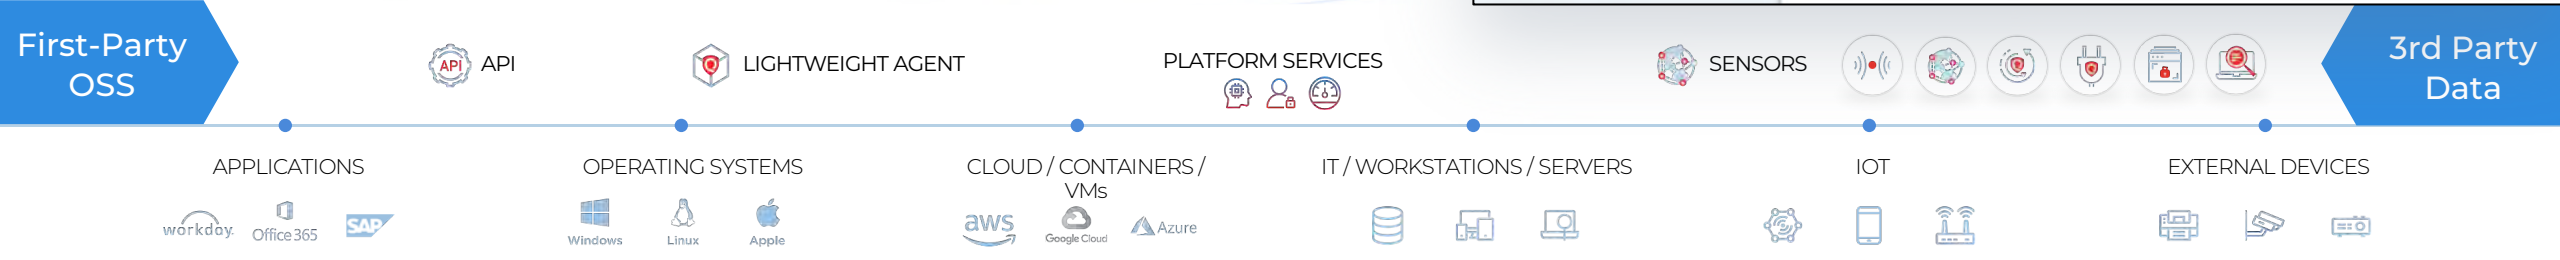 First-Party
OSS
API
API
LIGHTWEIGHT AGENT
PLATFORM SERVICES
SENSORS
3rd Party
Data
APPLICATIONS
OPERATING SYSTEMS
CLOUD / CONTAINERS /
VMs
IT / WORKSTATIONS / SERVERS
IOT
EXTERNAL DEVICES
workday.
Office 365
SAP
Windows
Linux
Apple
aws
Google Cloud
Azure